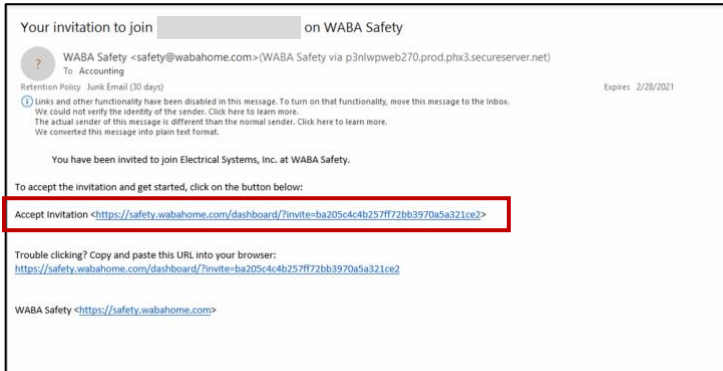 Your invitation to join on WABA Safety
?
WABA Safety <safety@wabahome.com>(WABA Safety via p3nlwpweb270.prod.phx3.secureserver.net)
To Accounting
Retention Policy Junk Email (30 days) Expires 2/28/2021
Links and other functionality have been disabled in this message. To turn on that functionality, move this message to the Inbox.
We could not verify the identity of the sender. Click here to learn more.
The actual sender of this message is different than the normal sender. Click here to learn more.
We converted this message into plain text format.
You have been invited to join Electrical Systems, Inc. at WABA Safety.
To accept the invitation and get started, click on the button below:
Accept Invitation <https://safety.wabahome.com/dashboard/?invite=ba205c4c4b257ff72bb3970a5a321ce2>
Trouble clicking? Copy and paste this URL into your browser:
https://safety.wabahome.com/dashboard/?invite=ba205c4c4b257ff72bb3970a5a321ce2
WABA Safety <https://safety.wabahome.com>